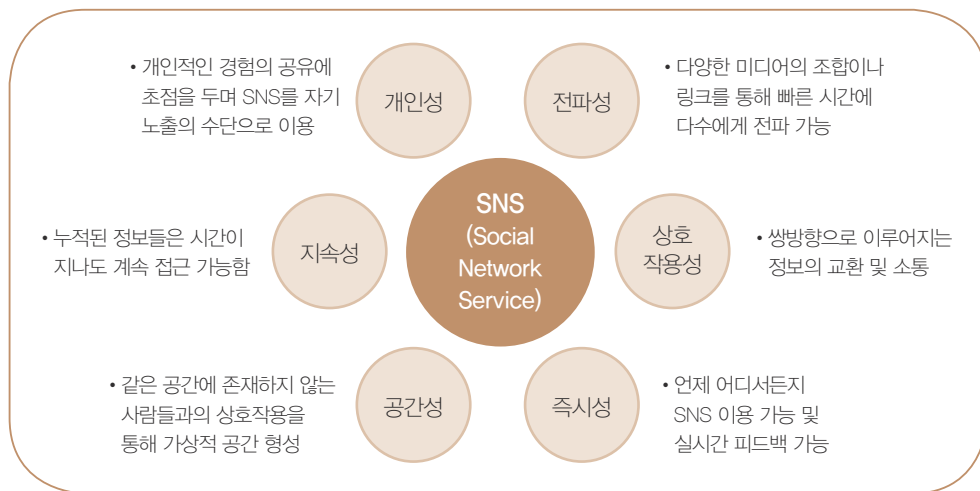 • 개인적인 경험의 공유에
초점을 두며 SNS를 자기
노출의 수단으로 이용
개인성
전파성
• 다양한 미디어의 조합이나
링크를 통해 빠른 시간에
다수에게 전파 가능
• 누적된 정보들은 시간이
지나도 계속 접근 가능함
지속성
SNS
(Social
Network
Service)
상호
작용성
• 쌍방향으로 이루어지는
정보의 교환 및 소통
• 같은 공간에 존재하지 않는
사람들과의 상호작용을
통해 가상적 공간 형성
공간성
즉시성
• 언제 어디서든지
SNS 이용 가능 및
실시간 피드백 가능